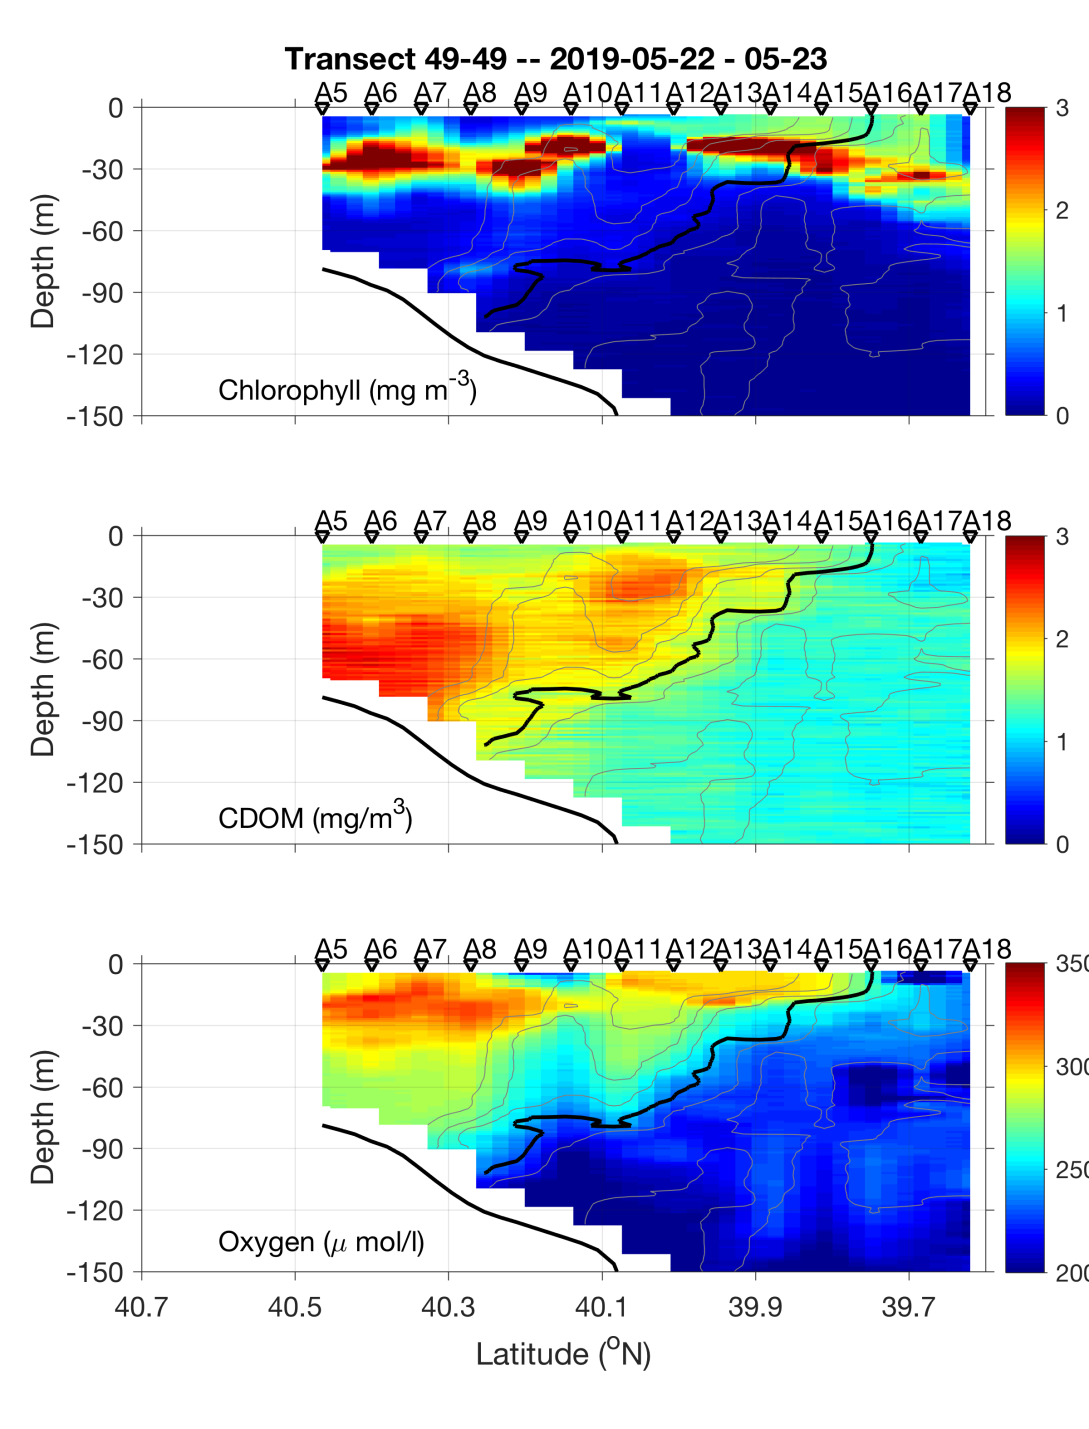 Transect 49-49 -- 2019-05-22 - 05-23
A5 A6 A7 A8 A9 A10 A11 A12 A13 A14 A15 A16 A17 A18
0
-30
-60
-90
-120
-150
Depth (m)
Chlorophyll (mg m-3)
3
2
1
0
A5 A6 A7 A8 A9 A10 A11 A12 A13 A14 A15 A16 A17 A18
0
-30
-60
-90
-120
-150
Depth (m)
CDOM (mg/m3)
3
2
1
0
A5 A6 A7 A8 A9 A10 A11 A12 A13 A14 A15 A16 A17 A18
0
-30
-60
-90
-120
-150
Depth (m)
Oxygen (μ mol/l)
350
300
250
200
40.7 40.5 40.3 40.1 39.9 39.7
Latitude (oN)